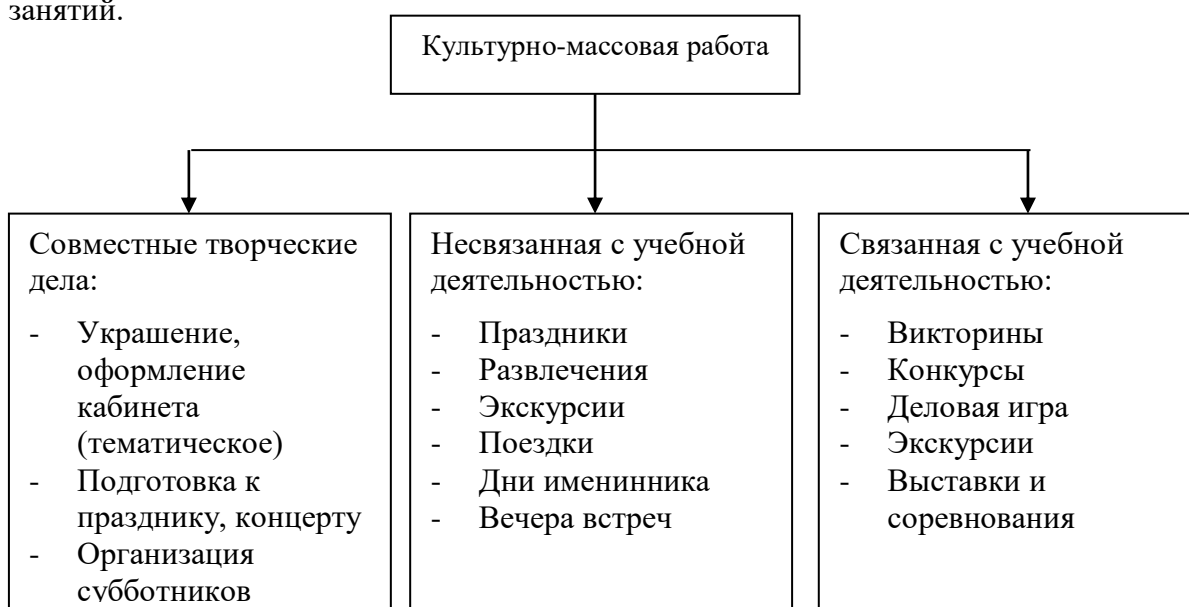 занятий.
Культурно-массовая работа
Совместные творческие
дела:
- Украшение,
оформление
кабинета
(тематическое)
- Подготовка к
празднику, концерту
- Организация
субботников
Несвязанная с учебной
деятельностью:
- Праздники
- Развлечения
- Экскурсии
- Поездки
- Дни именинника
- Вечера встреч
Связанная с учебной
деятельностью:
- Викторины
- Конкурсы
- Деловая игра
- Экскурсии
- Выставки и
соревнования